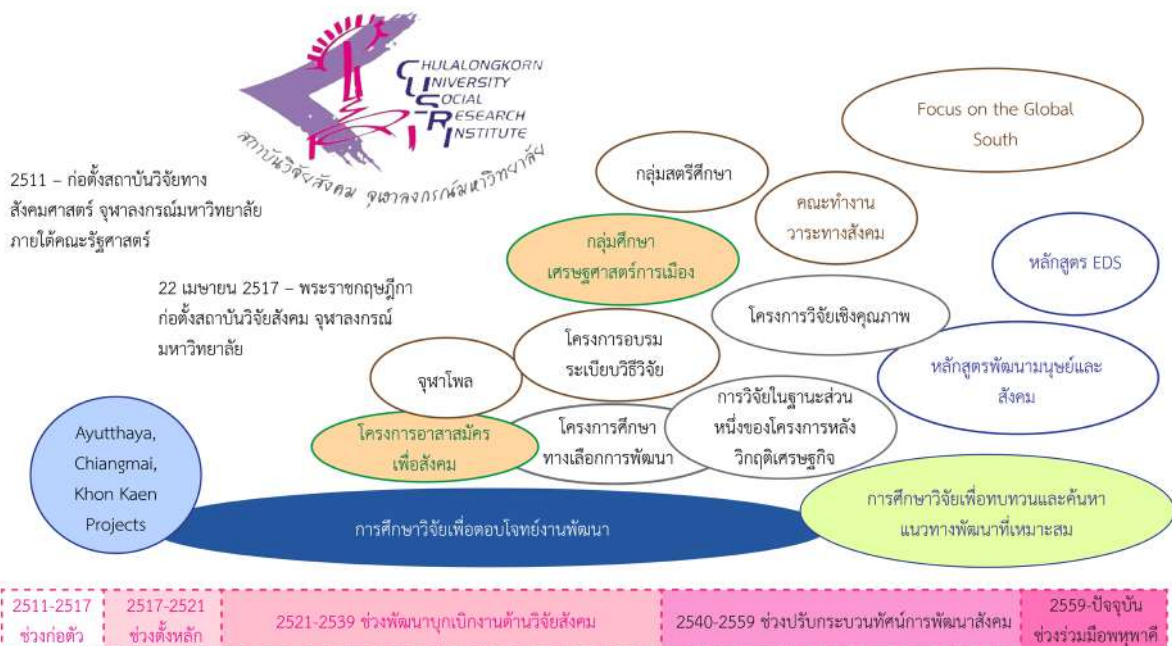 CHULALONGKORN
UNIVERSITY
SOCIAL
RESEARCH
INSTITUTE
สถาบันวิจัยสังคม จุฬาลงกรณ์มหาวิทยาลัย
2511 – ก่อตั้งสถาบันวิจัยทาง
สังคมศาสตร์ จุฬาลงกรณ์มหาวิทยาลัย
ภายใต้คณะรัฐศาสตร์
22 เมษายน 2517 – พระราชกฤษฎีกา
ก่อตั้งสถาบันวิจัยสังคม จุฬาลงกรณ์
มหาวิทยาลัย
Focus on the Global
South
กลุ่มสตรีศึกษา
คณะทำงาน
วาระทางสังคม
กลุ่มศึกษา
เศรษฐศาสตร์การเมือง
หลักสูตร EDS
โครงการวิจัยเชิงคุณภาพ
โครงการอบรม
ระเบียบวิธีวิจัย
หลักสูตรพัฒนามนุษย์และ
สังคม
จุฬาโพล
การวิจัยในฐานะส่วน
หนึ่งของโครงการหลัง
วิกฤติเศรษฐกิจ
โครงการอาสาสมัคร
เพื่อสังคม
โครงการศึกษา
ทางเลือกการพัฒนา
Ayutthaya,
Chiangmai,
Khon Kaen
Projects
การศึกษาวิจัยเพื่อตอบโจทย์งานพัฒนา
การศึกษาวิจัยเพื่อทบทวนและค้นหา
แนวทางพัฒนาที่เหมาะสม
2511-2517
ช่วงก่อตัว
2517-2521
ช่วงตั้งหลัก
2521-2539 ช่วงพัฒนาบุกเบิกงานด้านวิจัยสังคม
2540-2559 ช่วงปรับกระบวนทัศน์การพัฒนาสังคม
2559-ปัจจุบัน
ช่วงร่วมมือพหุพาคี